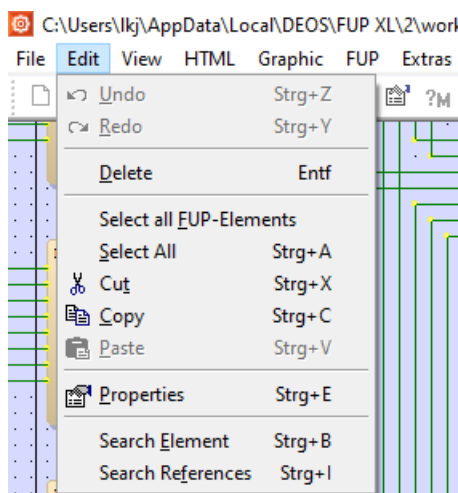 C:\Users\lkj\AppData\Local\DEOS\FUP XL\2\work
File Edit View HTML Graphic FUP Extras
?M
Undo Strg+Z
Redo Strg+Y
Delete Entf
Select all FUP-Elements
Select All Strg+A
Cut Strg+X
Copy Strg+C
Paste Strg+V
Properties Strg+E
Search Element Strg+B
Search References Strg+I